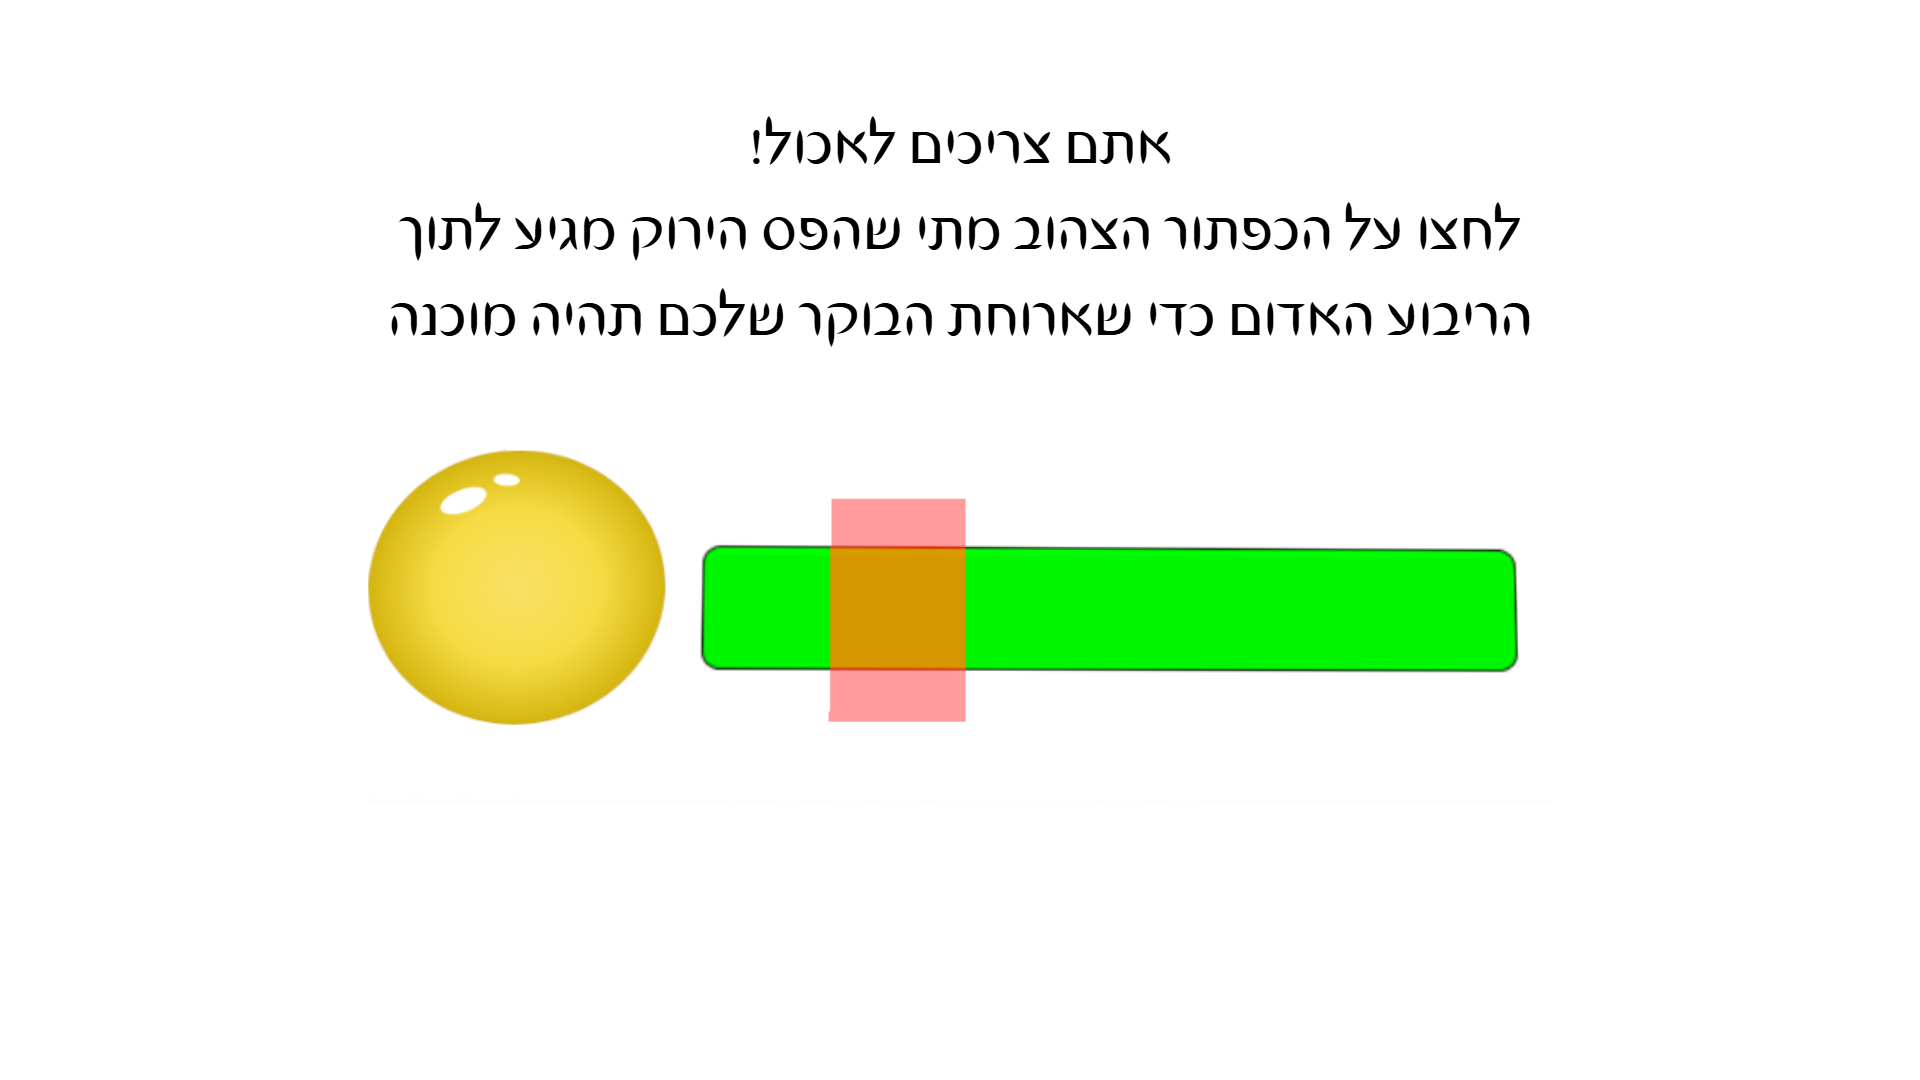 אתם צריכים לאכול!
לחצו על הכפתור הצהוב מתי שהפס הירוק מגיע לתוך
הריבוע האדום כדי שארוחת הבוקר שלכם תהיה מוכנה